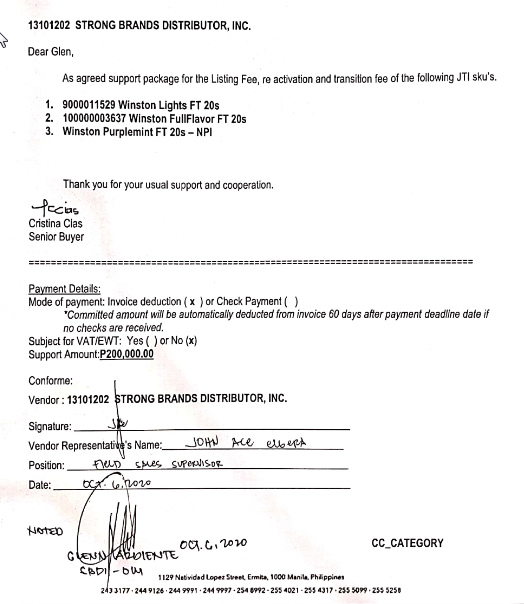 13101202 STRONG BRANDS DISTRIBUTOR, INC.
Dear Glen,
As agreed support package for the Listing Fee, re activation and transition fee of the following JTI sku's.
1. 9000011529 Winston Lights FT 20s
2. 100000003637 Winston FullFlavor FT 20s
3. Winston Purplemint FT 20s – NPI
Thank you for your usual support and cooperation.
Cristina Clas
Senior Buyer
Payment Details:
Mode of payment: Invoice deduction ( x ) or Check Payment ( )
*Committed amount will be automatically deducted from invoice 60 days after payment deadline date if
no checks are received.
Subject for VAT/EWT: Yes ( ) or No (x)
Support Amount:P200,000.00
Conforme:
Vendor : 13101202 STRONG BRANDS DISTRIBUTOR, INC.
Signature:
Vendor Representative's Name: JOHN ACE
Position: FIELD SALES SUPERVISOR
Date: OCT. 6, 2020
NOTED
OCT. 6, 2020
CC_CATEGORY
GLENN ARDIENTE
1129 Natividad Lopez Street, Ermita, 1000 Manila, Philippines
243 3177 · 244 9126 · 244 9991 · 244 9997 · 254 8992 · 255 4021 · 255 4317 · 255 5099 · 255 5258